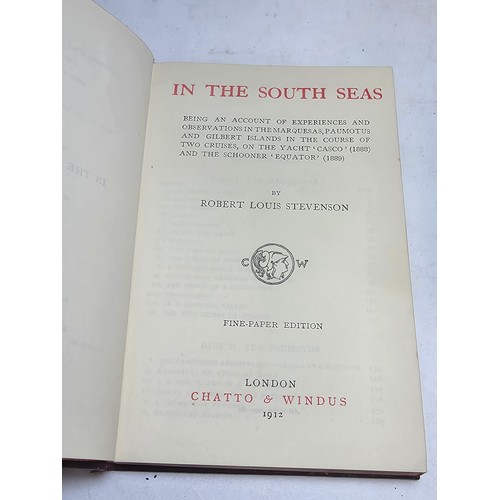 IN THE SOUTH SEAS
BEING AN ACCOUNT OF EXPERIENCES AND
OBSERVATIONS IN THE MARQUESAS, PAUMOTUS
AND GILBERT ISLANDS IN THE COURSE OF
TWO CRUISES, ON THE YACHT 'CASCO' (1888)
AND THE SCHOONER 'EQUATOR' (1889)
BY
ROBERT LOUIS STEVENSON
C W
FINE-PAPER EDITION
LONDON
CHATTO & WINDUS
1912